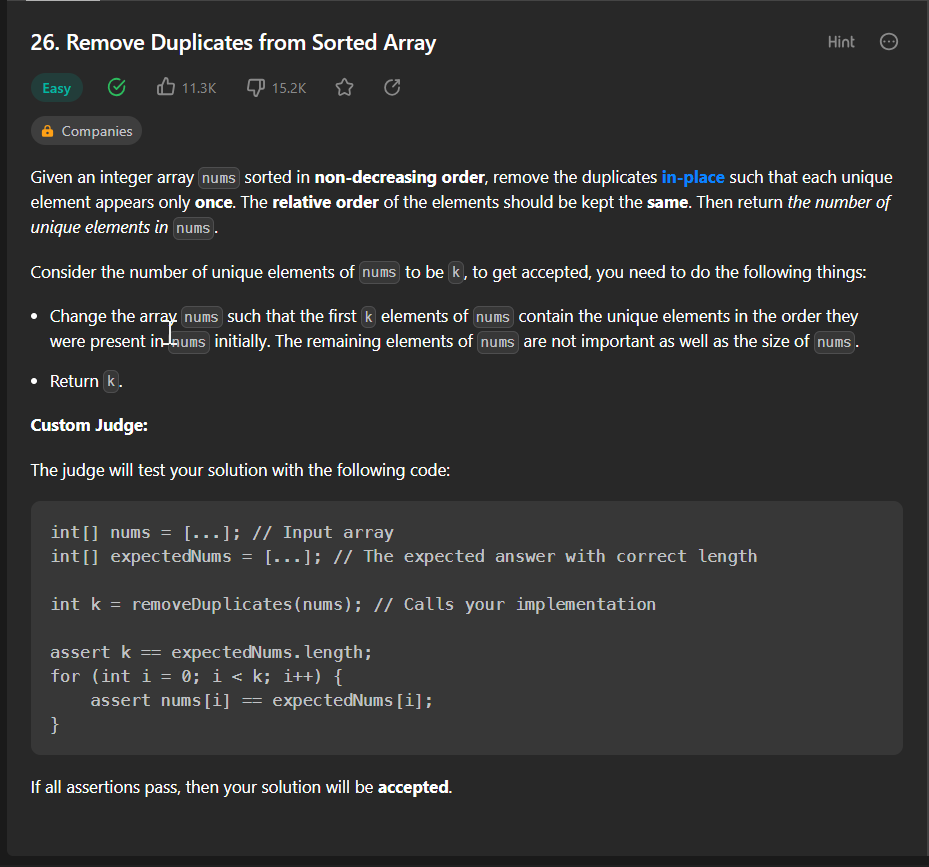 26. Remove Duplicates from Sorted Array
Hint
Easy
11.3K
15.2K
Companies
Given an integer array nums sorted in non-decreasing order, remove the duplicates in-place such that each unique
element appears only once. The relative order of the elements should be kept the same. Then return the number of
unique elements in nums.
Consider the number of unique elements of nums to be k, to get accepted, you need to do the following things:
• Change the array nums such that the first k elements of nums contain the unique elements in the order they
were present in nums initially. The remaining elements of nums are not important as well as the size of nums.
• Return k.
Custom Judge:
The judge will test your solution with the following code:
int[] nums = [...]; // Input array
int[] expectedNums = [...]; // The expected answer with correct length
int k = removeDuplicates(nums); // Calls your implementation
assert k == expectedNums.length;
for (int i = 0; i < k; i++) {
    assert nums[i] == expectedNums[i];
}
If all assertions pass, then your solution will be accepted.